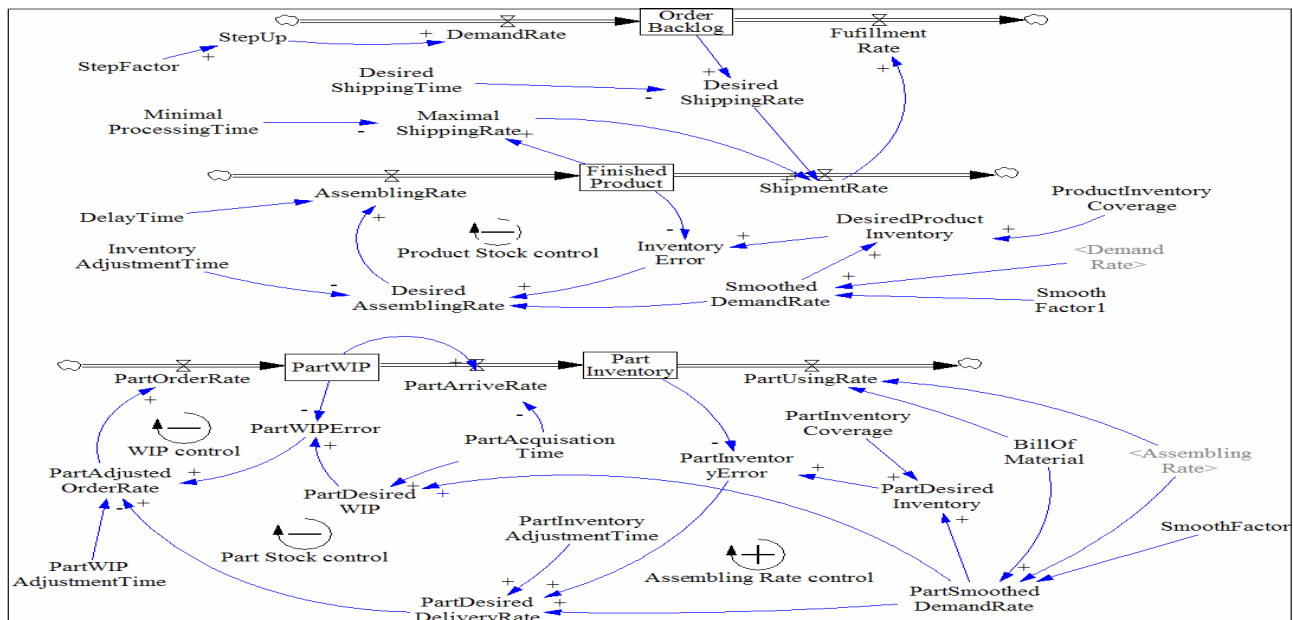 Order
Backlog
StepUp
DemandRate
Fufillment
Rate
StepFactor
Desired
ShippingTime
Desired
ShippingRate
Minimal
ProcessingTime
Maximal
ShippingRate
Finished
Product
AssemblingRate
ShipmentRate
ProductInventory
Coverage
DelayTime
DesiredProduct
Inventory
Product Stock control
Inventory
AdjustmentTime
Inventory
Error
<Demand
Rate>
Desired
AssemblingRate
Smoothed
DemandRate
Smooth
Factor1
PartWIP
Part
Inventory
PartOrderRate
PartArriveRate
PartUsingRate
PartWIPError
PartInventory
Coverage
WIP control
PartAcquisationTime
Time
BillOf
Material
PartAdjusted
OrderRate
PartInventor
yError
<Assembling
Rate>
PartDesired
WIP
PartDesired
Inventory
PartInventory
AdjustmentTime
SmoothFactor
Part Stock control
PartWIP
AdjustmentTime
Assembling Rate control
PartDesired
DeliveryRate
PartSmoothed
DemandRate